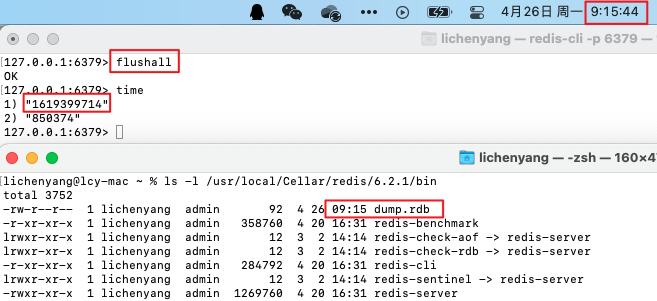 4月26日 周一 9:15:44
lichenyang — redis-cli -p 6379 —
[127.0.0.1:6379> flushall
OK
[127.0.0.1:6379> time
1) "1619399714"
2) "850374"
127.0.0.1:6379>
lichenyang — -zsh — 160×4
[lichenyang@lcy-mac ~ % ls -l /usr/local/Cellar/redis/6.2.1/bin
total 3752
-rw-r--r-- 1 lichenyang admin 92 4 26 09:15 dump.rdb
-r-xr-xr-x 1 lichenyang admin 358760 4 20 16:31 redis-benchmark
lrwxr-xr-x 1 lichenyang admin 12 3 2 14:14 redis-check-aof -> redis-server
lrwxr-xr-x 1 lichenyang admin 12 3 2 14:14 redis-check-rdb -> redis-server
-r-xr-xr-x 1 lichenyang admin 284792 4 20 16:31 redis-cli
lrwxr-xr-x 1 lichenyang admin 12 3 2 14:14 redis-sentinel -> redis-server
-r-xr-xr-x 1 lichenyang admin 1269760 4 20 16:31 redis-server